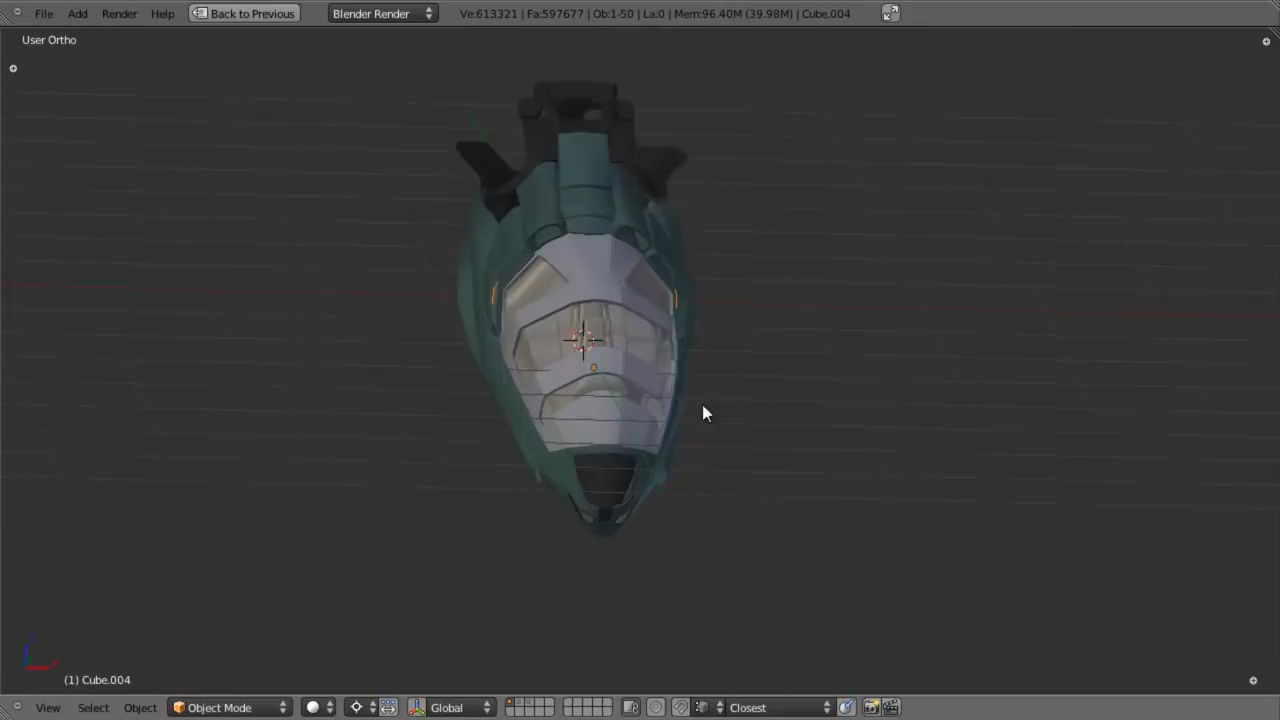 File Add Render Help Back to Previous Blender Render Ve:613321 | Fa:597677 | Ob:1-50 | La:0 | Mem:96.40M (39.98M) | Cube.004
User Ortho
(1) Cube.004
View Select Object Object Mode Global Closest